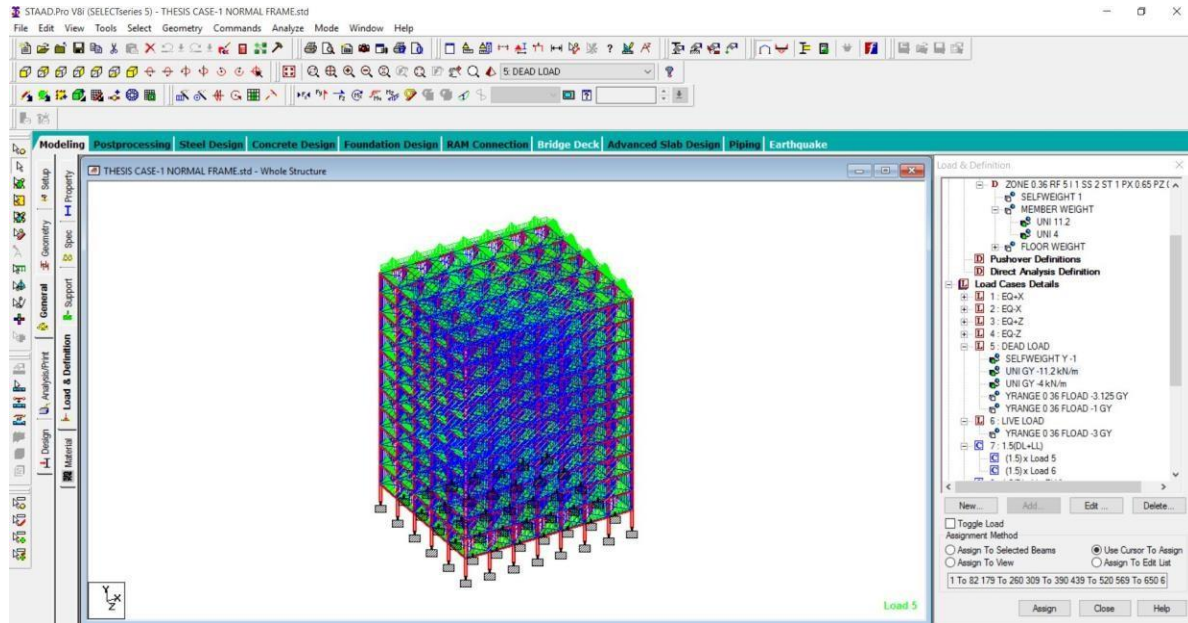 STAAD.Pro V8i (SELECTseries 5) - THESIS CASE-1 NORMAL FRAME.std
File Edit View Tools Select Geometry Commands Analyze Mode Window Help
5: DEAD LOAD
Modeling Postprocessing Steel Design Concrete Design Foundation Design RAM Connection Bridge Deck Advanced Slab Design Piping Earthquake
Setup
Geometry
General
Analysis/Print
Design
Property
Spec
Support
Load & Definition
Material
THESIS CASE-1 NORMAL FRAME.std - Whole Structure
Y
X
Z
Load 5
Load & Definition
D ZONE 0.36 RF 5 I 1 SS 2 ST 1 PX 0.65 PZ (
SELFWEIGHT 1
MEMBER WEIGHT
UNI 11.2
UNI 4
FLOOR WEIGHT
D Pushover Definitions
D Direct Analysis Definition
L Load Cases Details
L 1 : EQ+X
L 2 : EQ-X
L 3 : EQ+Z
L 4 : EQ-Z
L 5 : DEAD LOAD
SELFWEIGHT Y -1
UNI GY -11.2 kN/m
UNI GY -4 kN/m
YRANGE 0 36 FLOAD -3.125 GY
YRANGE 0 36 FLOAD -1 GY
L 6 : LIVE LOAD
YRANGE 0 36 FLOAD -3 GY
C 7 : 1.5(DL+LL)
C (1.5) x Load 5
C (1.5) x Load 6
New... Add... Edit ... Delete...
Toggle Load
Assignment Method
Assign To Selected Beams Use Cursor To Assign
Assign To View Assign To Edit List
1 To 82 179 To 260 309 To 390 439 To 520 569 To 650 6
Assign Close Help